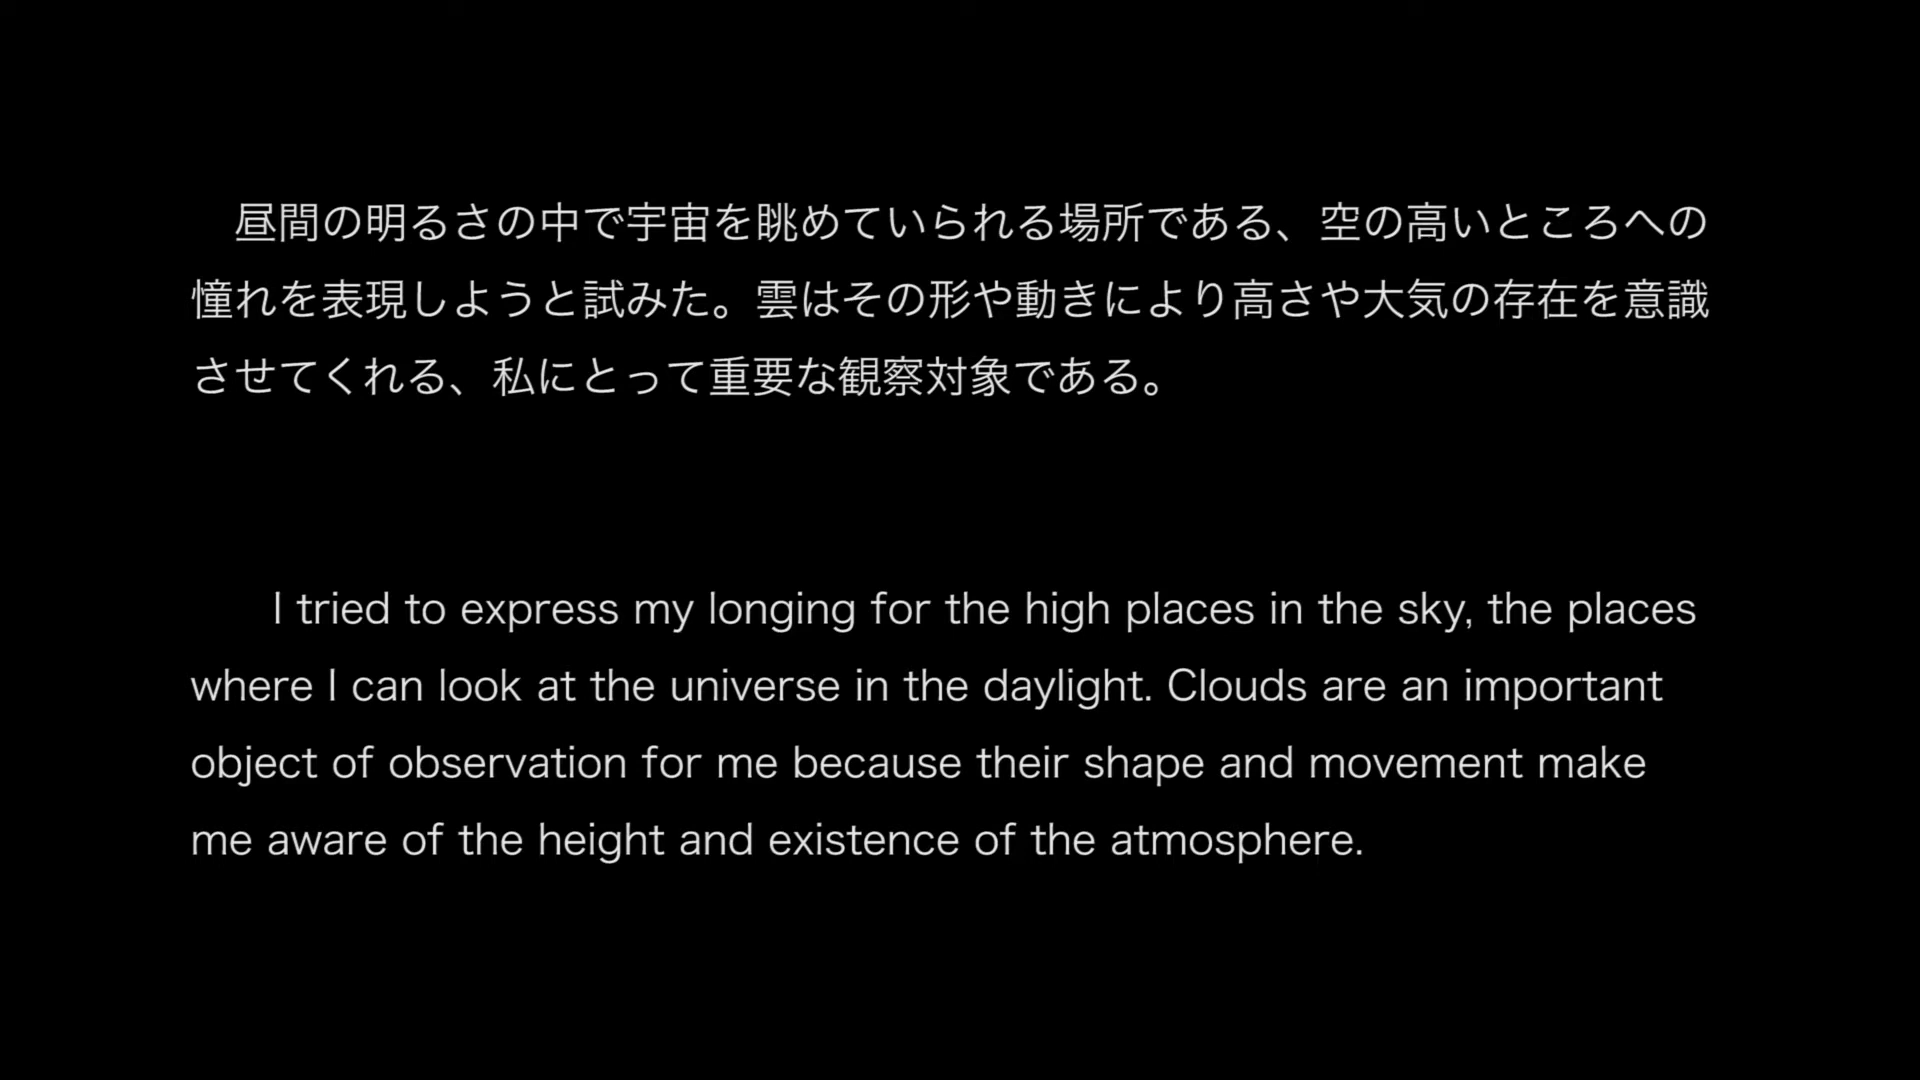 昼間の明るさの中で宇宙を眺めていられる場所である、空の高いところへの
憧れを表現しようと試みた。雲はその形や動きにより高さや大気の存在を意識
させてくれる、私にとって重要な観察対象である。
I tried to express my longing for the high places in the sky, the places
where I can look at the universe in the daylight. Clouds are an important
object of observation for me because their shape and movement make
me aware of the height and existence of the atmosphere.